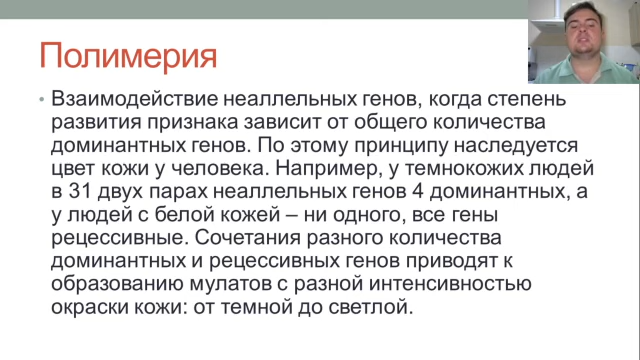 Полимерия
• Взаимодействие неаллельных генов, когда степень
развития признака зависит от общего количества
доминантных генов. По этому принципу наследуется
цвет кожи у человека. Например, у темнокожих людей
в 31 двух парах неаллельных генов 4 доминантных, а
у людей с белой кожей – ни одного, все гены
рецессивные. Сочетания разного количества
доминантных и рецессивных генов приводят к
образованию мулатов с разной интенсивностью
окраски кожи: от темной до светлой.